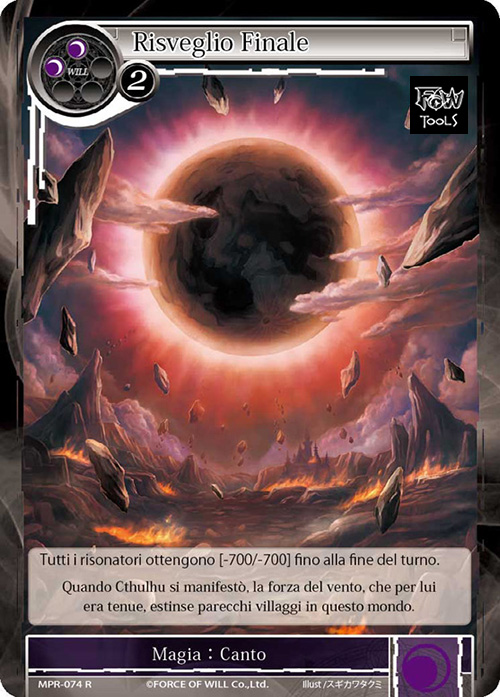 Risveglio Finale
WILL
2
FOW
TOOLS
Tutti i risonatori ottengono [-700/-700] fino alla fine del turno.
Quando Cthulhu si manifestò, la forza del vento, che per lui
era tenue, estinse parecchi villaggi in questo mondo.
Magia : Canto
MPR-074 R ©FORCE OF WILL Co.,Ltd. Illust /スギカワタクミ